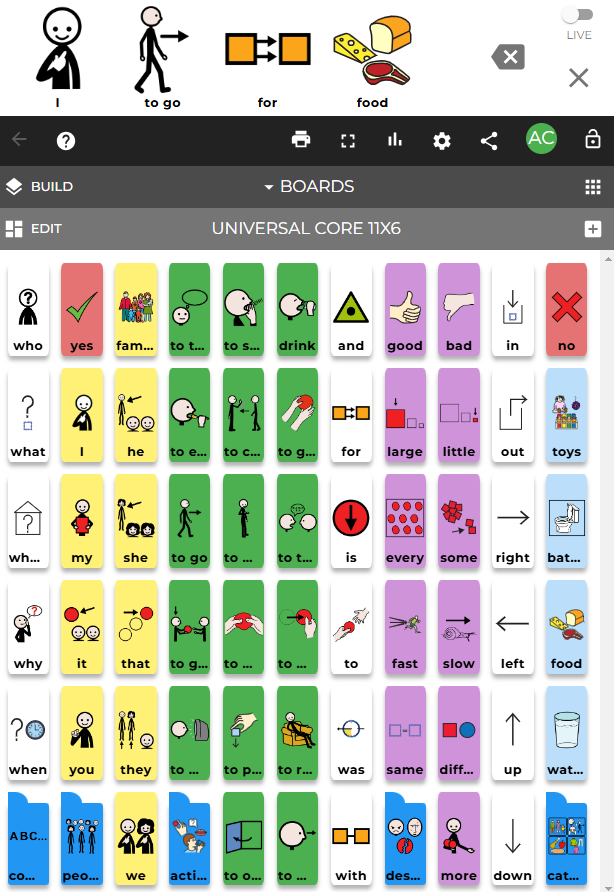 LIVE
I to go for food
AC
BUILD BOARDS
EDIT UNIVERSAL CORE 11X6
who yes fam... to t... to s... drink and good bad in no
what I he to e... to c... to g... for large little out toys
wh... my she to go to ... to t... is every some right bat...
why it that to g... to ... to ... to fast slow left food
when you they to ... to p... to r... was same diff... up wat...
ABC...
co... peo... we acti... to o... to ... with des... more down cat...